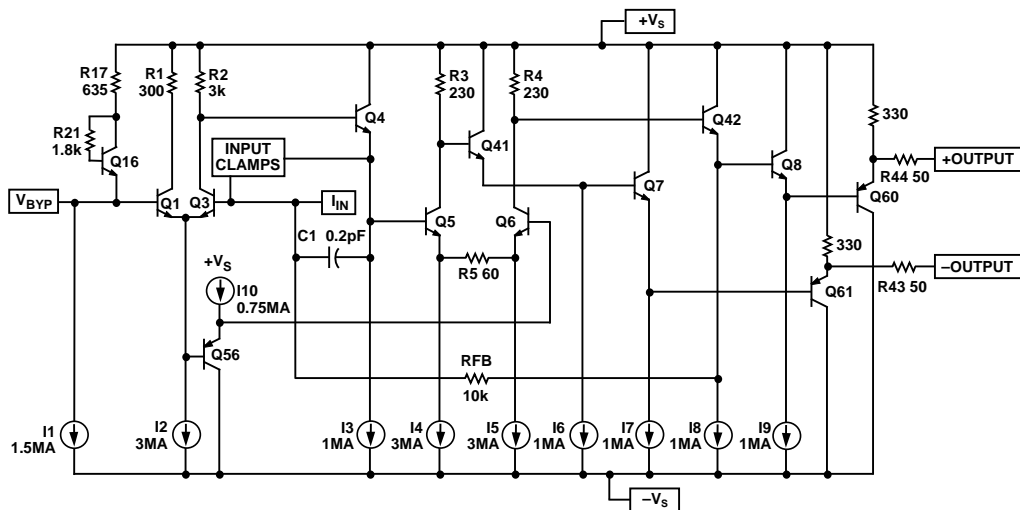 +VS
R17
635
R1
300
R2
3k
R3
230
R4
230
R21
1.8k
Q16
Q4
Q41
Q42
330
INPUT
CLAMPS
Q7
Q8
+OUTPUT
R44 50
Q60
VBYP
Q1
Q3
IIN
Q5
Q6
C1 0.2pF
R5 60
330
–OUTPUT
R43 50
Q61
+VS
I10
0.75MA
Q56
RFB
10k
I1
1.5MA
I2
3MA
I3
1MA
I4
3MA
I5
3MA
I6
1MA
I7
1MA
I8
1MA
I9
1MA
–VS